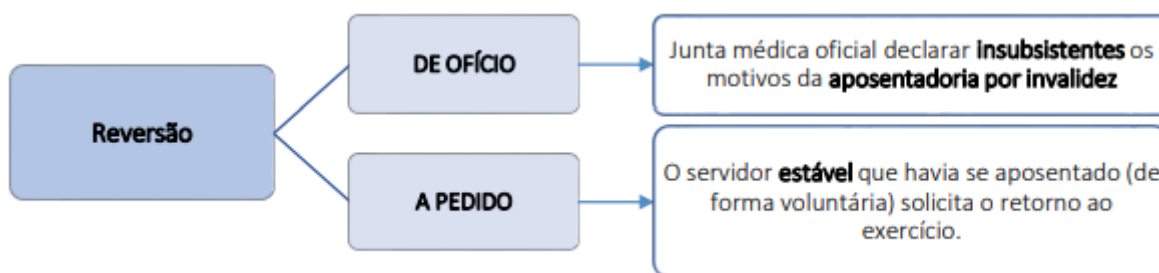 Reversão
DE OFÍCIO
Junta médica oficial declarar insubsistentes os
motivos da aposentadoria por invalidez
A PEDIDO
O servidor estável que havia se aposentado (de
forma voluntária) solicita o retorno ao
exercício.